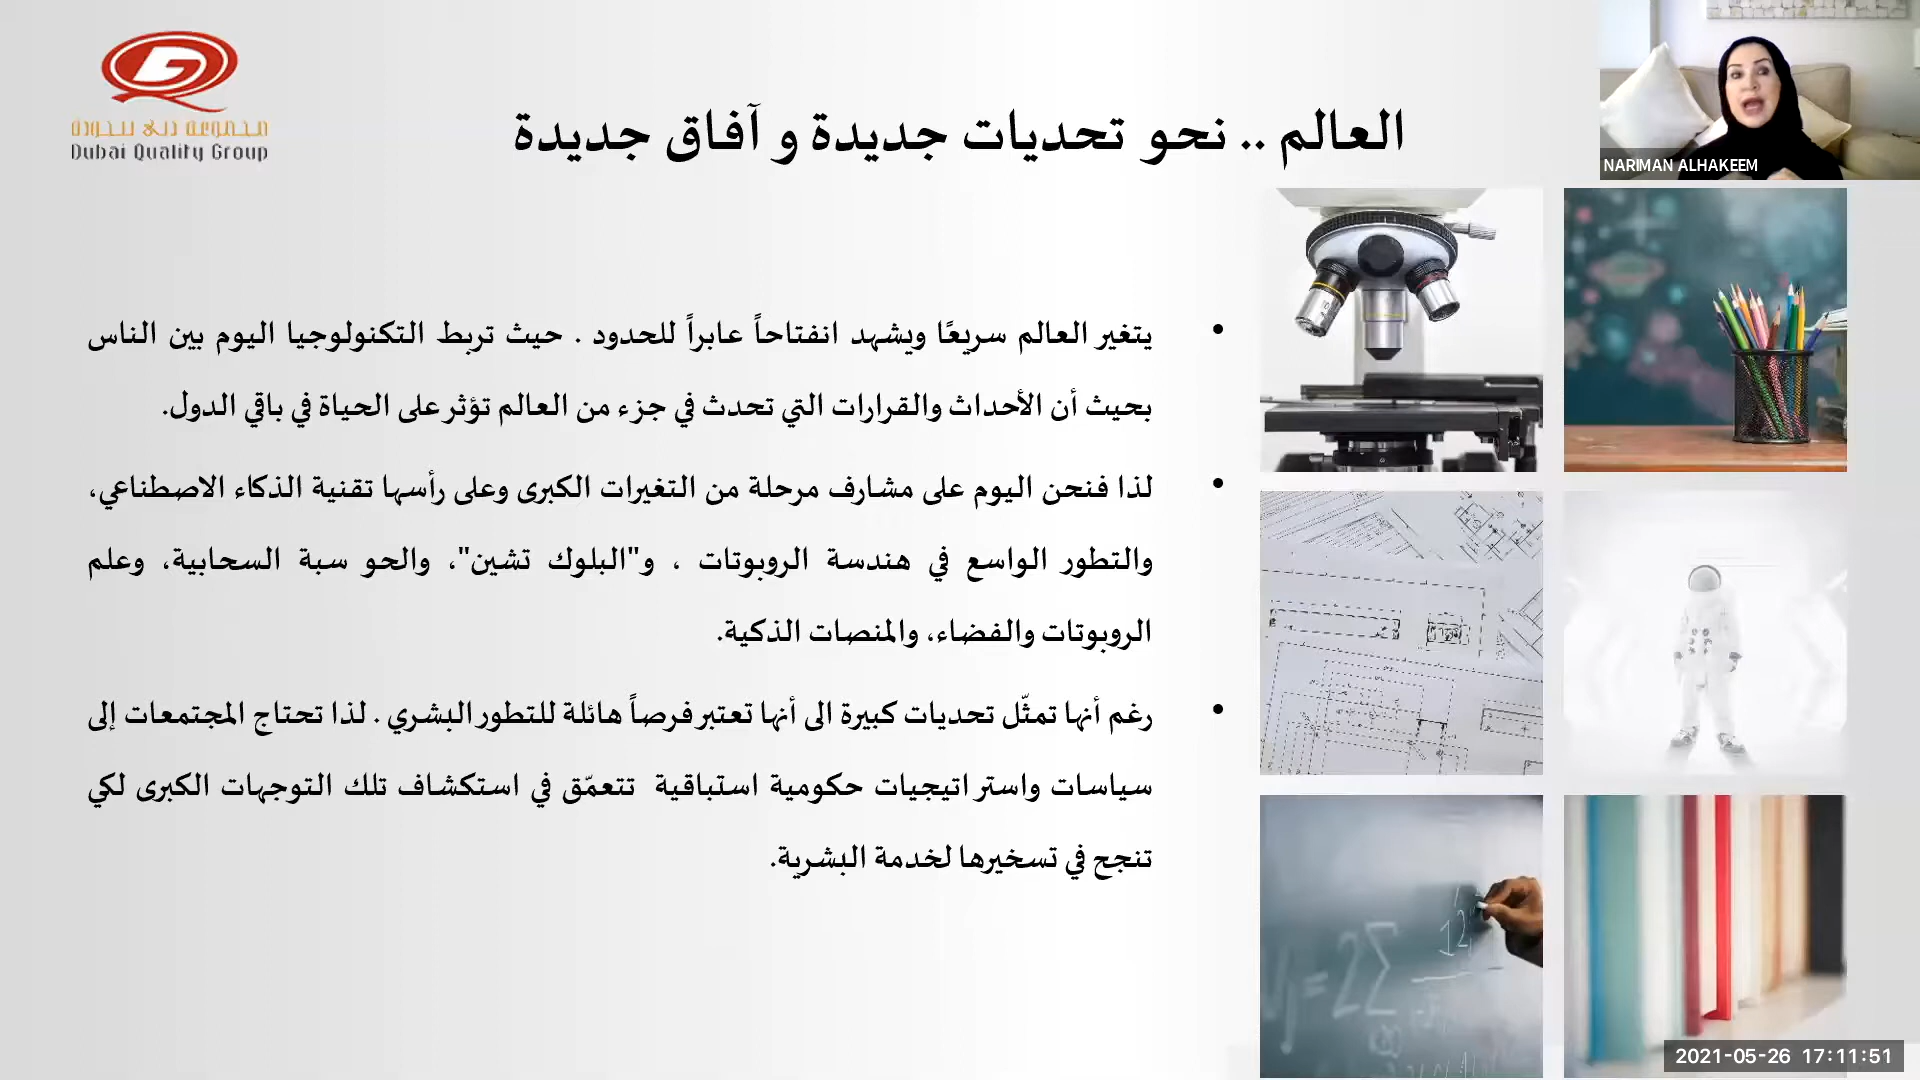 مجموعة دبي للجودة
Dubai Quality Group
العالم .. نحو تحديات جديدة و آفاق جديدة
NARIMAN ALHAKEEM
• يتغير العالم سريعًا ويشهد انفتاحاً عابراً للحدود . حيث تربط التكنولوجيا اليوم بين الناس
بحيث أن الأحداث والقرارات التي تحدث في جزء من العالم تؤثر على الحياة في باقي الدول.
• لذا فنحن اليوم على مشارف مرحلة من التغيرات الكبرى وعلى رأسها تقنية الذكاء الاصطناعي،
والتطور الواسع في هندسة الروبوتات ، و"البلوك تشين"، والحو سبة السحابية، وعلم
الروبوتات والفضاء، والمنصات الذكية.
• رغم أنها تمثّل تحديات كبيرة الى أنها تعتبر فرصاً هائلة للتطور البشري . لذا تحتاج المجتمعات إلى
سياسات واستر اتيجيات حكومية استباقية تتعمّق في استكشاف تلك التوجهات الكبرى لكي
تنجح في تسخيرها لخدمة البشرية.
2021-05-26 17:11:51